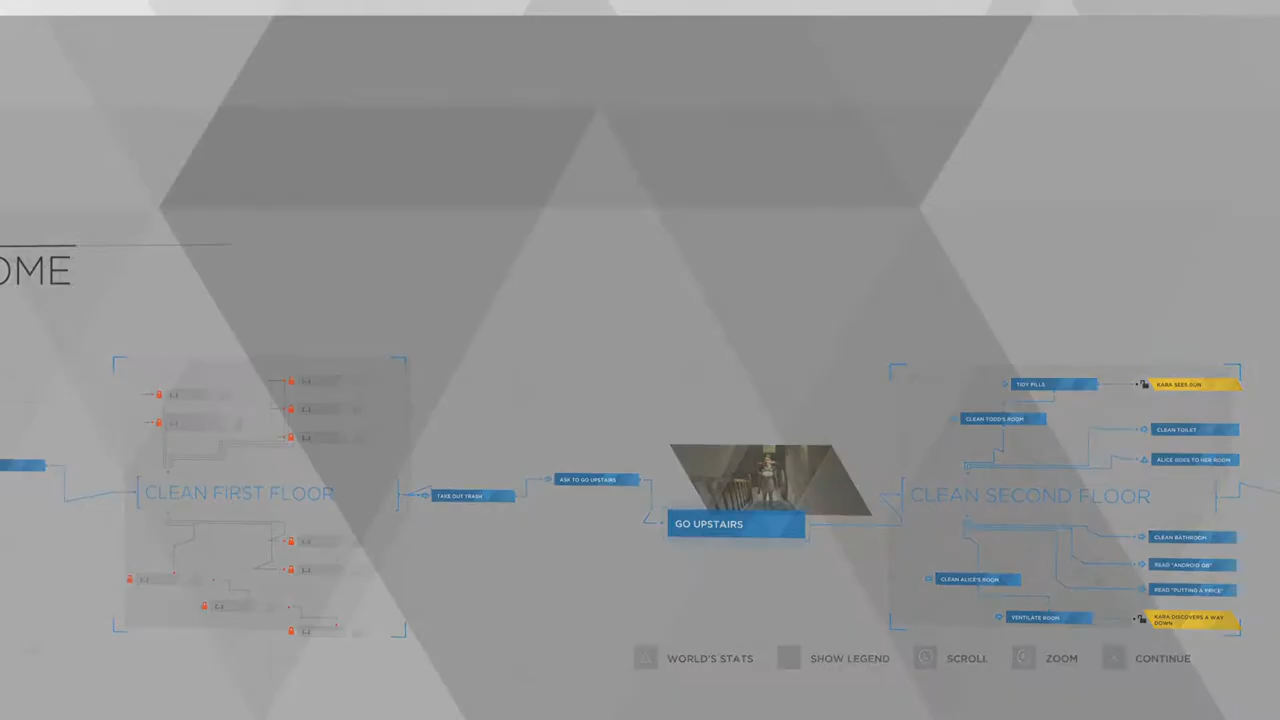 OME
[...]
[...]
[...]
[...]
[...]
CLEAN FIRST FLOOR
[...]
[...]
[...]
[...]
[...]
TAKE OUT TRASH
ASK TO GO UPSTAIRS
GO UPSTAIRS
TIDY PILLS
KARA SEES GUN
CLEAN TODD'S ROOM
CLEAN TOILET
ALICE GOES TO HER ROOM
CLEAN SECOND FLOOR
CLEAN BATHROOM
READ "ANDROID QB"
CLEAN ALICE'S ROOM
READ "PUTTING A PRICE"
VENTILATE ROOM
KARA DISCOVERS A WAY
DOWN
WORLD'S STATS
SHOW LEGEND
SCROLL
ZOOM
CONTINUE